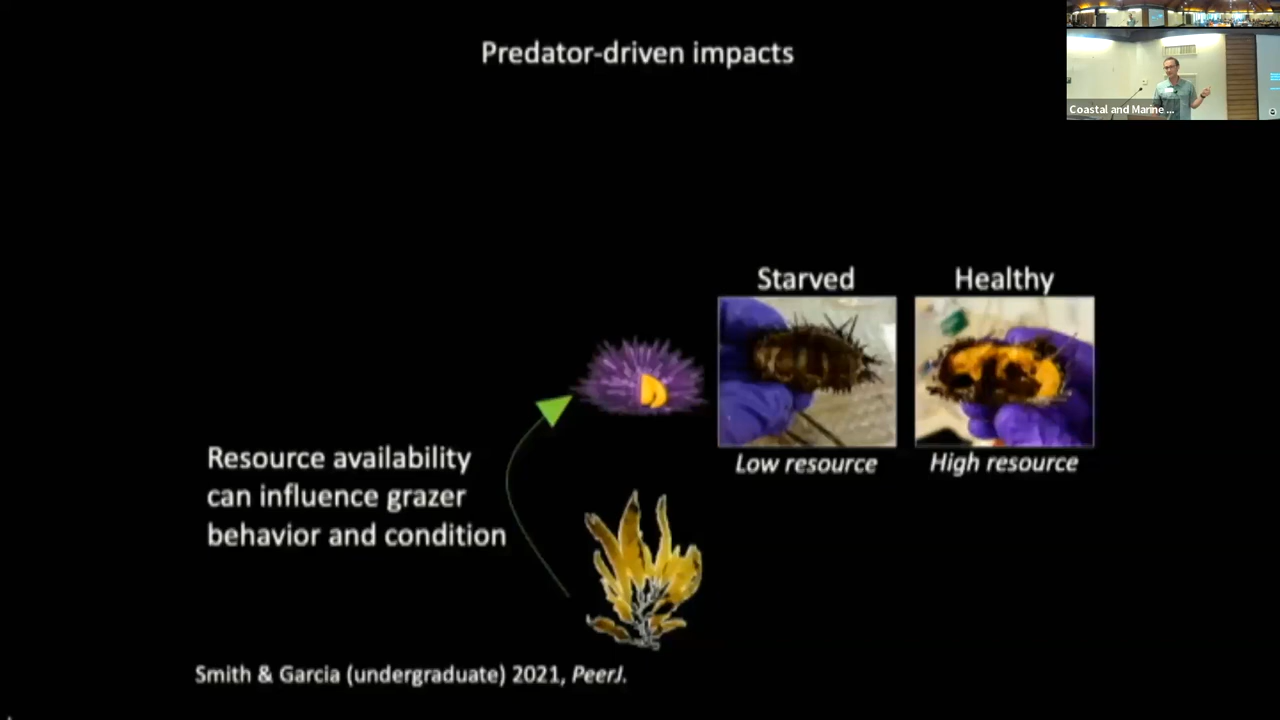 Predator-driven impacts
Coastal and Marine ...
Starved
Healthy
Low resource
High resource
Resource availability
can influence grazer
behavior and condition
Smith & Garcia (undergraduate) 2021, PeerJ.